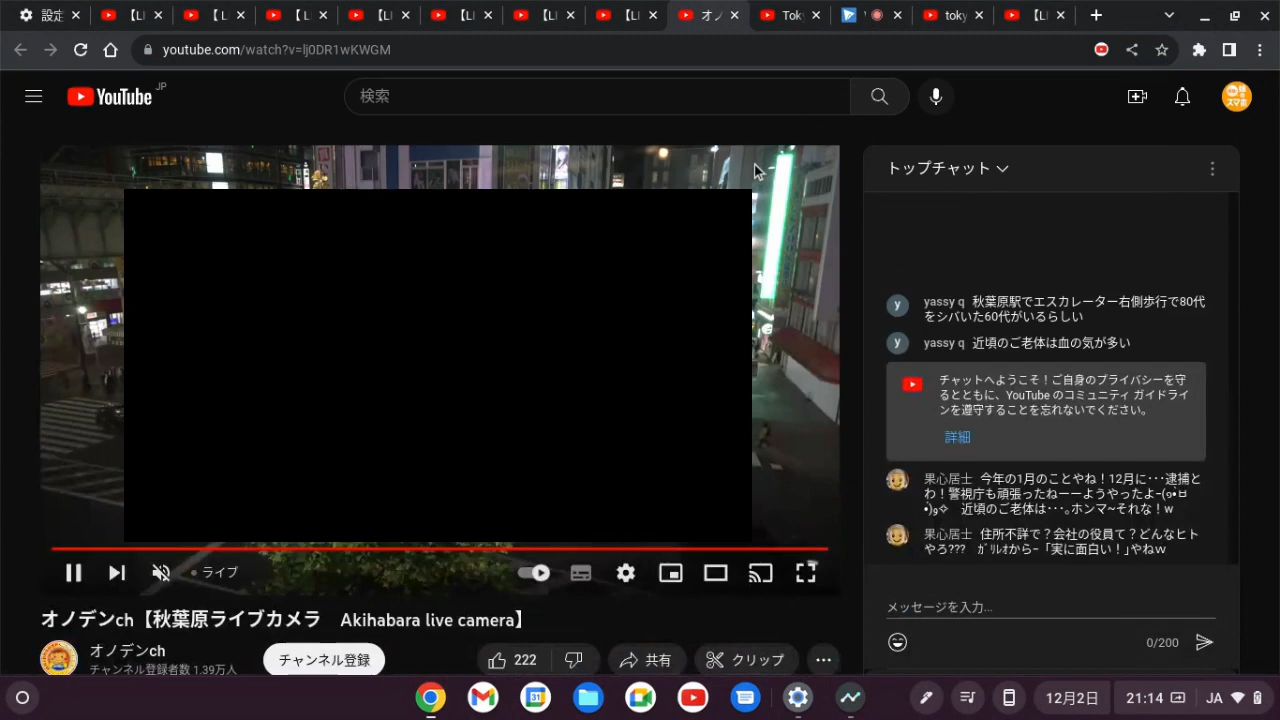 設定
【LI
【L
【L
【LI
【LI
【LI
【LI
オノ
Tok
toky
【LI
youtube.com/watch?v=lj0DR1wKWGM
YouTube JP
検索
トップチャット
yassy q 秋葉原駅でエスカレーター右側歩行で80代
をシバいた60代がいるらしい
yassy q 近頃のご老体は血の気が多い
チャットへようこそ！ご自身のプライバシーを守
るとともに、YouTube のコミュニティ ガイドライ
ンを遵守することを忘れないでください。
詳細
果心居士 今年の1月のことやね！12月に･･･逮捕と
わ！警視庁も頑張ったねーーようやったよｰ(๑•̀ㅂ
•́)و✧ 近頃のご老体は･･･｡ホンマ~それな！w
果心居士 住所不詳で？会社の役員て？どんなヒト
やろ??? ｶﾞﾘﾚｵからｰ「実に面白い！｣やねw
ライブ
メッセージを入力...
0/200
オノデンch【秋葉原ライブカメラ　Akihabara live camera】
オノデンch
チャンネル登録者数 1.39万人
チャンネル登録
222
共有
クリップ
31
12月2日
21:14
JA